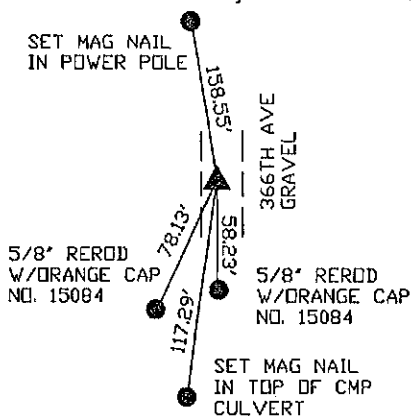 SET MAG NAIL
IN POWER POLE
158.55'
366TH AVE
GRAVEL
78.13'
58.23'
5/8" REROD
W/ORANGE CAP
NO. 15084
5/8" REROD
W/ORANGE CAP
NO. 15084
117.29'
SET MAG NAIL
IN TOP OF CMP
CULVERT